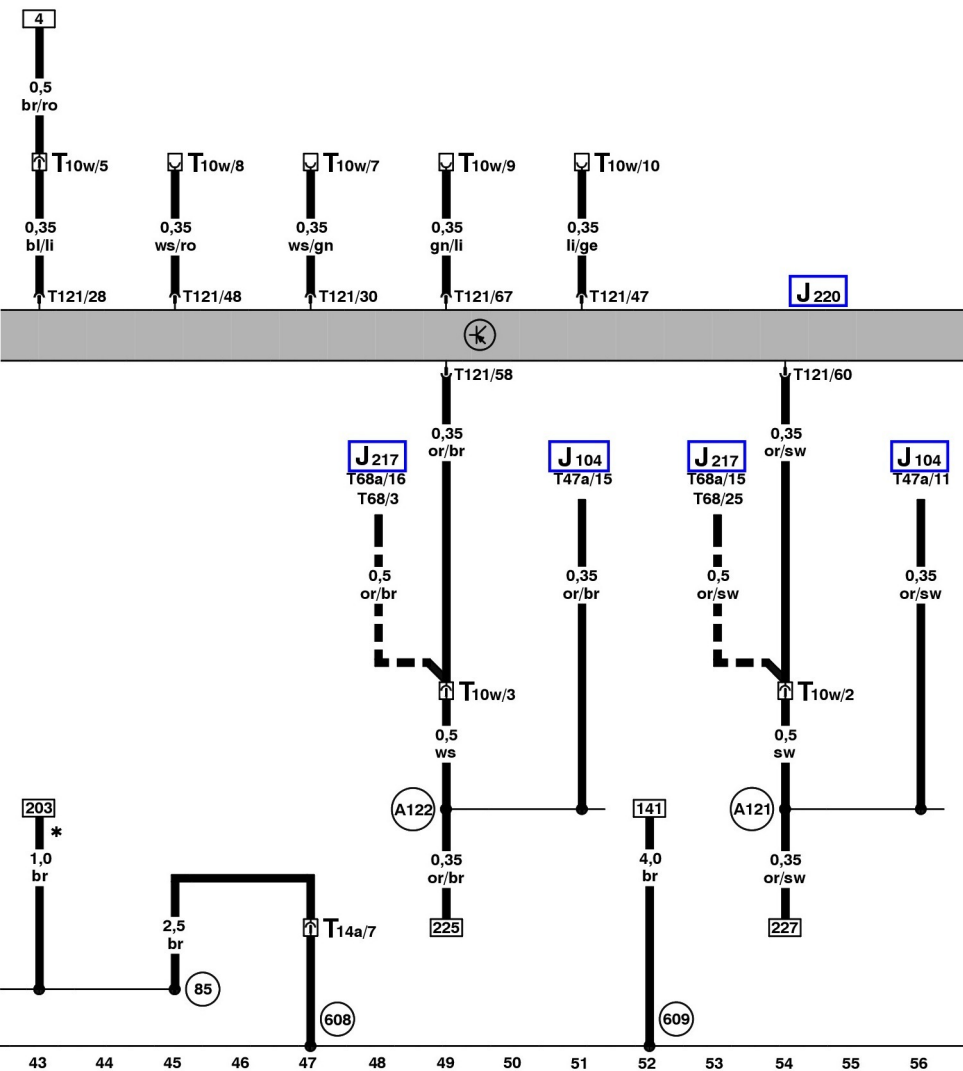 4
0,5
br/ro
T10w/5 T10w/8 T10w/7 T10w/9 T10w/10
0,35 0,35 0,35 0,35 0,35
bl/li ws/ro ws/gn gn/li li/ge
T121/28 T121/48 T121/30 T121/67 T121/47 J220
T121/58 T121/60
0,35 0,35
or/br or/sw
J217 J104 J217 J104
T68a/16 T47a/15 T68a/15 T47a/11
T68/3 T68/25
0,5 0,35 0,5 0,35
or/br or/br or/sw or/sw
T10w/3 T10w/2
0,5 0,5
ws sw
203 A122 141 A121
*
1,0 0,35 4,0 0,35
br or/br br or/sw
2,5 T14a/7 225 227
br
85
608 609
43 44 45 46 47 48 49 50 51 52 53 54 55 56